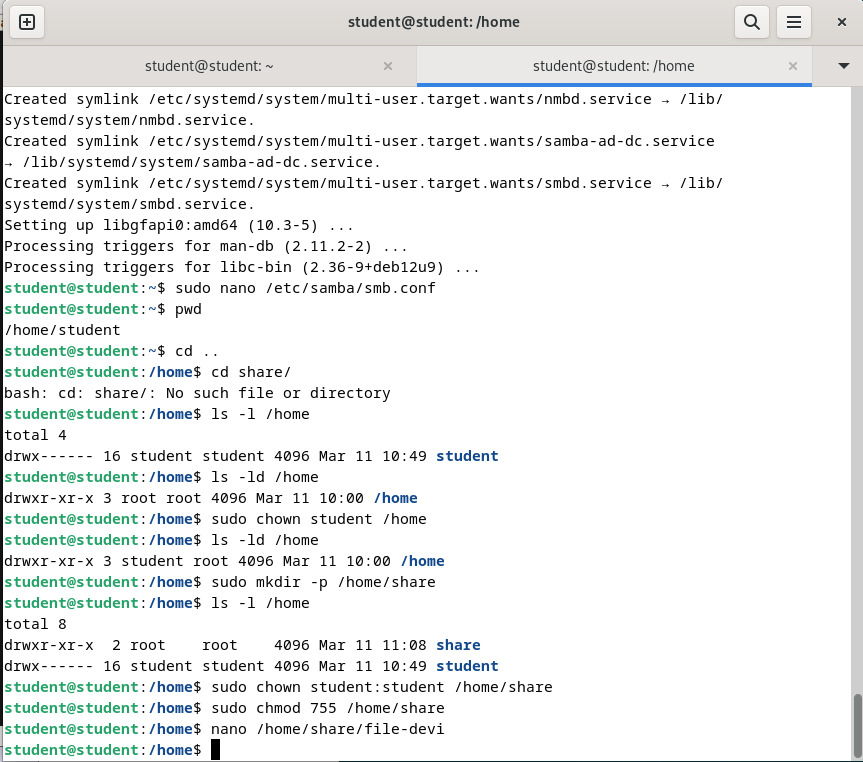 student@student: /home
student@student: ~
student@student: /home
Created symlink /etc/systemd/system/multi-user.target.wants/nmbd.service → /lib/
systemd/system/nmbd.service.
Created symlink /etc/systemd/system/multi-user.target.wants/samba-ad-dc.service
→ /lib/systemd/system/samba-ad-dc.service.
Created symlink /etc/systemd/system/multi-user.target.wants/smbd.service → /lib/
systemd/system/smbd.service.
Setting up libgfapi0:amd64 (10.3-5) ...
Processing triggers for man-db (2.11.2-2) ...
Processing triggers for libc-bin (2.36-9+deb12u9) ...
student@student:~$ sudo nano /etc/samba/smb.conf
student@student:~$ pwd
/home/student
student@student:~$ cd ..
student@student:/home$ cd share/
bash: cd: share/: No such file or directory
student@student:/home$ ls -l /home
total 4
drwx------ 16 student student 4096 Mar 11 10:49 student
student@student:/home$ ls -ld /home
drwxr-xr-x 3 root root 4096 Mar 11 10:00 /home
student@student:/home$ sudo chown student /home
student@student:/home$ ls -ld /home
drwxr-xr-x 3 student root 4096 Mar 11 10:00 /home
student@student:/home$ sudo mkdir -p /home/share
student@student:/home$ ls -l /home
total 8
drwxr-xr-x  2 root    root    4096 Mar 11 11:08 share
drwx------ 16 student student 4096 Mar 11 10:49 student
student@student:/home$ sudo chown student:student /home/share
student@student:/home$ sudo chmod 755 /home/share
student@student:/home$ nano /home/share/file-devi
student@student:/home$